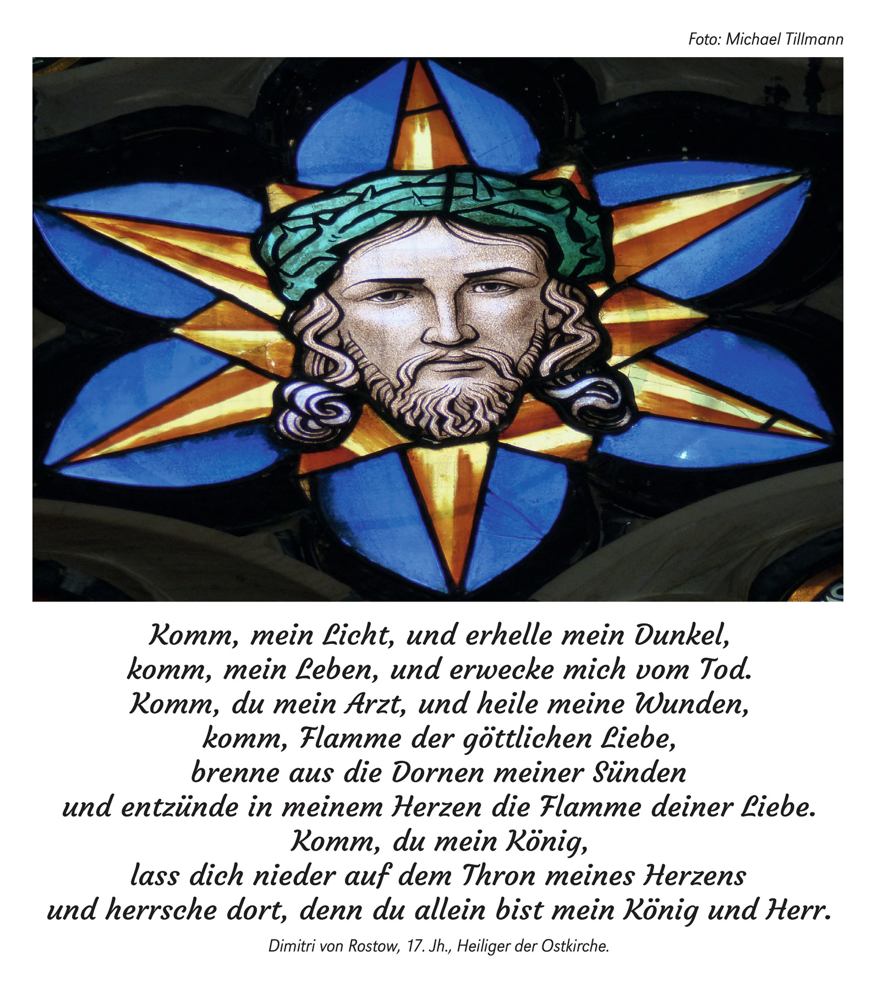 Foto: Michael Tillmann
Komm, mein Licht, und erhelle mein Dunkel,
komm, mein Leben, und erwecke mich vom Tod.
Komm, du mein Arzt, und heile meine Wunden,
komm, Flamme der göttlichen Liebe,
brenne aus die Dornen meiner Sünden
und entzünde in meinem Herzen die Flamme deiner Liebe.
Komm, du mein König,
lass dich nieder auf dem Thron meines Herzens
und herrsche dort, denn du allein bist mein König und Herr.
Dimitri von Rostow, 17. Jh., Heiliger der Ostkirche.